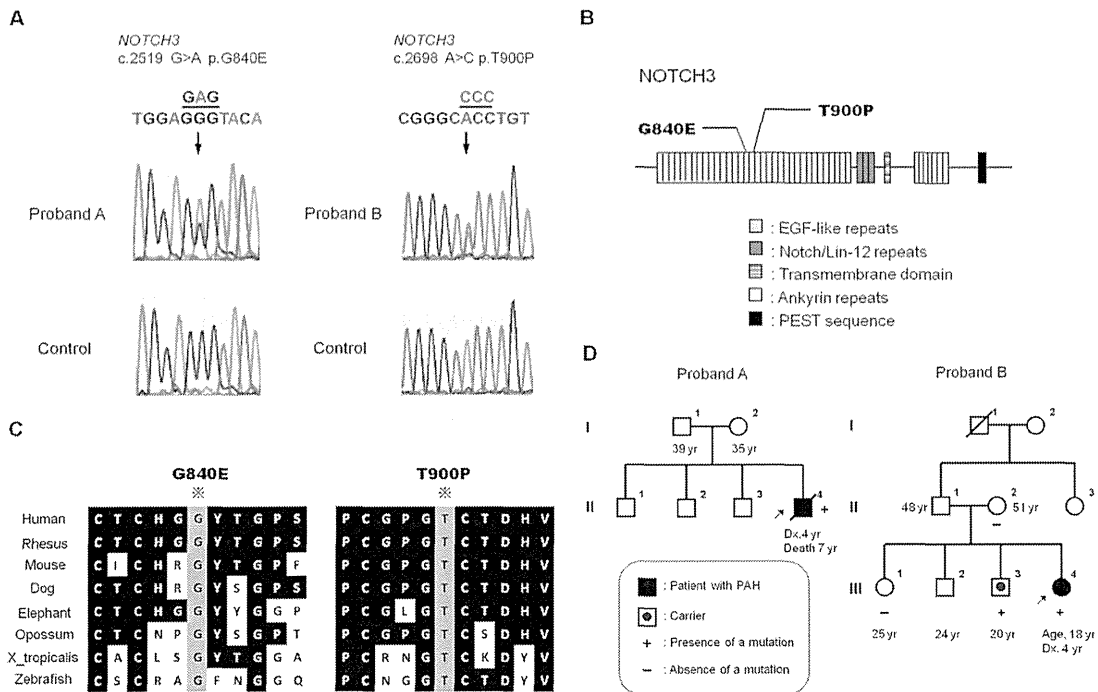 A
NOTCH3
c.2519 G>A p.G840E
GAG
TGGAGGGTACA
Proband A
Control
NOTCH3
c.2698 A>C p.T900P
CCC
CGGGCACCTGT
Proband B
Control
B
NOTCH3
G840E
T900P
: EGF-like repeats
: Notch/Lin-12 repeats
: Transmembrane domain
: Ankyrin repeats
: PEST sequence
C
G840E
※
T900P
※
Human C T C H G G Y T G P S P C G P G T C T D H V
Rhesus C T C H G G Y T G P S P C G P G T C T D H V
Mouse C I C H R G Y T G P F P C G P G T C T D H V
Dog C T C H R G Y S G P S P C G P G T C T D H V
Elephant C T C H G G Y Y G G P P C G L G T C T D H V
Opossum C T C N P G Y S G P T P C G P G T C S D H V
X_tropicalis C A C L S G Y T G G A P C R N G T C K D Y V
Zebrafish C S C R A G F N G G Q P C N G G T C T D Y V
D
Proband A
I
1
2
39 yr
35 yr
II
1
2
3
4
+
Dx.4 yr
Death 7 yr
: Patient with PAH
: Carrier
+ : Presence of a mutation
− : Absence of a mutation
Proband B
I
1
2
II
48 yr
1
2
51 yr
3
−
III
1
2
3
4
−
+
+
25 yr
24 yr
20 yr
Age, 18 yr
Dx. 4 yr